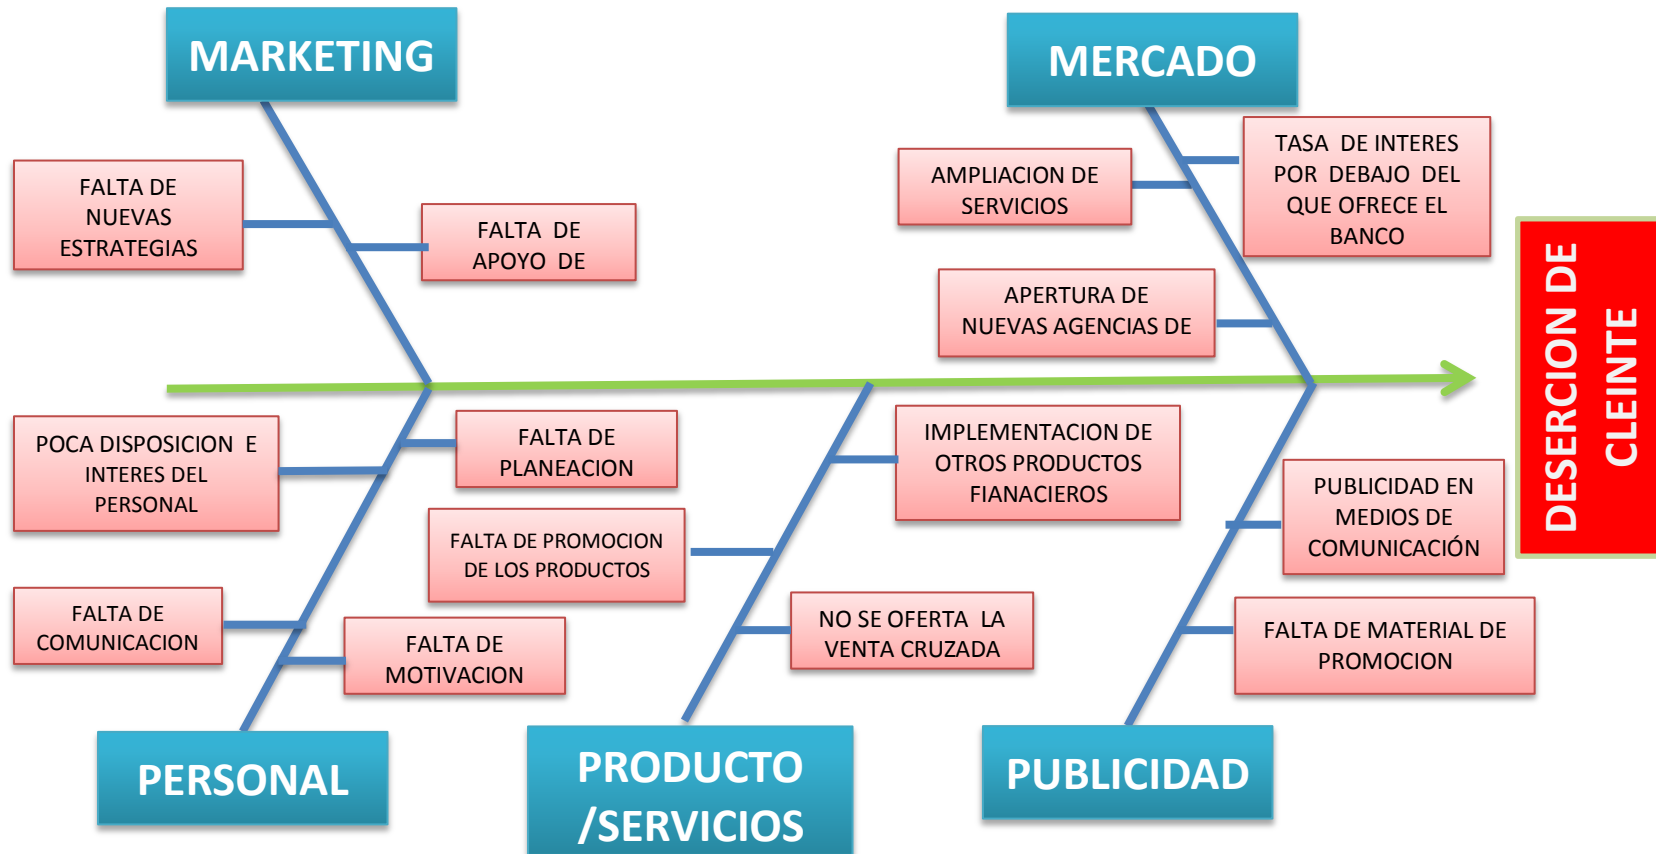 MARKETING
MERCADO
FALTA DE
NUEVAS
ESTRATEGIAS
FALTA DE
APOYO DE
AMPLIACION DE
SERVICIOS
TASA DE INTERES
POR DEBAJO DEL
QUE OFRECE EL
BANCO
APERTURA DE
NUEVAS AGENCIAS DE
DESERCION DE
CLEINTE
POCA DISPOSICION E
INTERES DEL
PERSONAL
FALTA DE
PLANEACION
FALTA DE
COMUNICACION
FALTA DE
MOTIVACION
IMPLEMENTACION DE
OTROS PRODUCTOS
FIANACIEROS
FALTA DE PROMOCION
DE LOS PRODUCTOS
NO SE OFERTA LA
VENTA CRUZADA
PUBLICIDAD EN
MEDIOS DE
COMUNICACIÓN
FALTA DE MATERIAL DE
PROMOCION
PERSONAL
PRODUCTO
/SERVICIOS
PUBLICIDAD